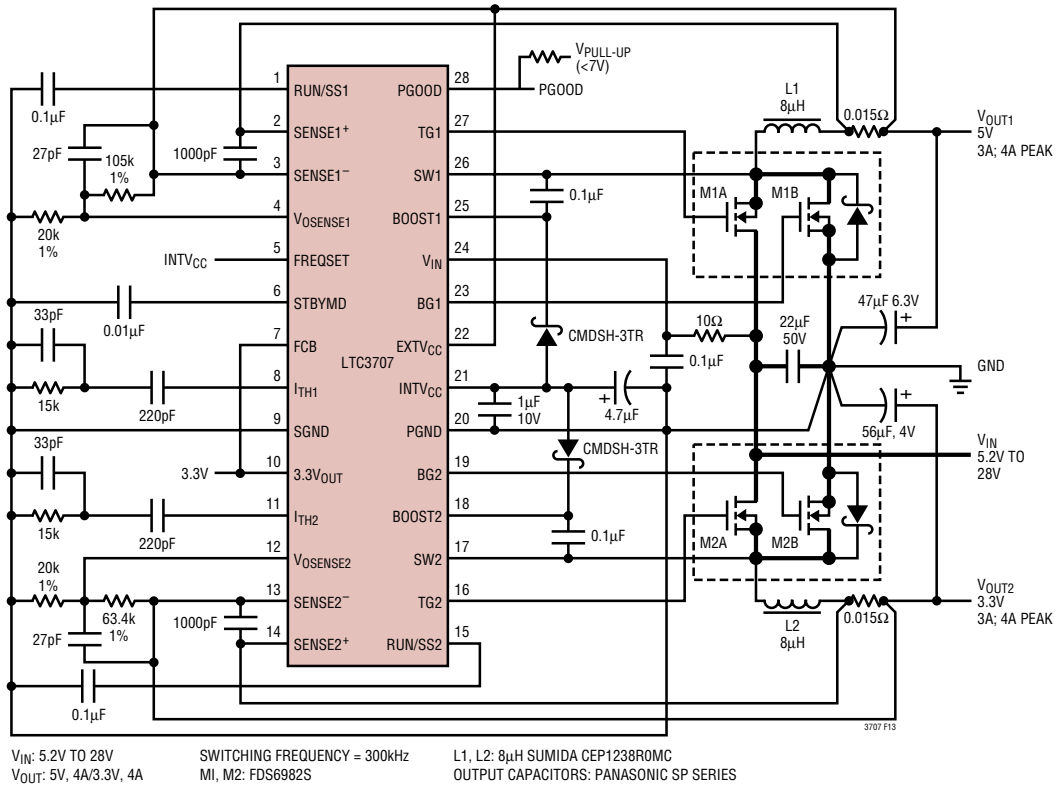 VPULL-UP
(<7V)
PGOOD
L1
8µH
0.015Ω
VOUT1
5V
3A; 4A PEAK
0.1µF
27pF
105k
1%
20k
1%
1000pF
INTVCC
33pF
0.01µF
15k
220pF
33pF
3.3V
15k
220pF
20k
1%
63.4k
1%
27pF
1000pF
0.1µF
1
2
3
4
5
6
7
8
9
10
11
12
13
14
RUN/SS1
SENSE1+
SENSE1–
VOSENSE1
FREQSET
STBYMD
FCB
ITH1
SGND
3.3VOUT
ITH2
VOSENSE2
SENSE2–
SENSE2+
LTC3707
PGOOD
TG1
SW1
BOOST1
VIN
BG1
EXTVCC
INTVCC
PGND
BG2
BOOST2
SW2
TG2
RUN/SS2
28
27
26
25
24
23
22
21
20
19
18
17
16
15
0.1µF
CMDSH-3TR
10Ω
0.1µF
1µF
10V
4.7µF
+
CMDSH-3TR
0.1µF
M1A
M1B
22µF
50V
47µF 6.3V
+
GND
+
56µF, 4V
VIN
5.2V TO
28V
M2A
M2B
L2
8µH
0.015Ω
VOUT2
3.3V
3A; 4A PEAK
3707 F13
VIN: 5.2V TO 28V
VOUT: 5V, 4A/3.3V, 4A
SWITCHING FREQUENCY = 300kHz
MI, M2: FDS6982S
L1, L2: 8µH SUMIDA CEP1238R0MC
OUTPUT CAPACITORS: PANASONIC SP SERIES